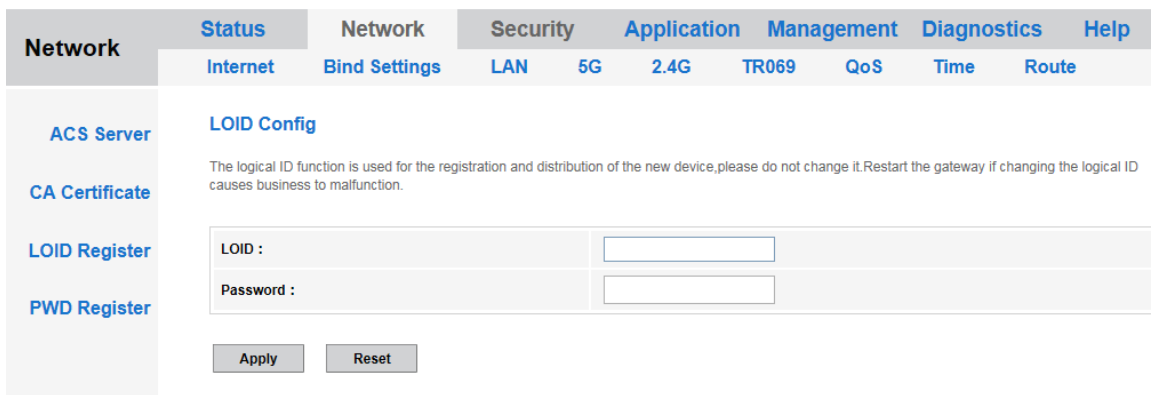 Network
Status Network Security Application Management Diagnostics Help
Internet Bind Settings LAN 5G 2.4G TR069 QoS Time Route
ACS Server
CA Certificate
LOID Register
PWD Register
LOID Config
The logical ID function is used for the registration and distribution of the new device,please do not change it.Restart the gateway if changing the logical ID
causes business to malfunction.
LOID :
Password :
Apply Reset